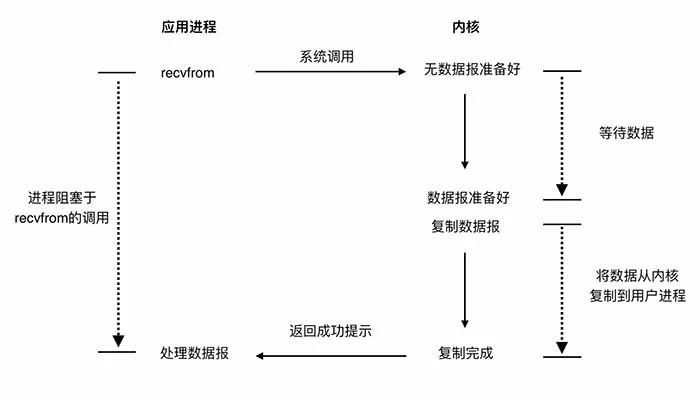 应用进程
内核
系统调用
recvfrom
无数据报准备好
等待数据
进程阻塞于
recvfrom的调用
数据报准备好
复制数据报
将数据从内核
复制到用户进程
返回成功提示
处理数据报
复制完成